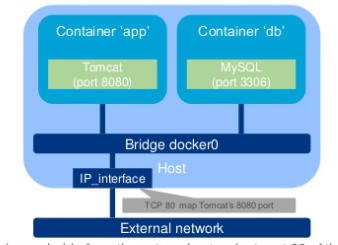 Container 'app'
Container 'db'
Tomcat
(port 8080)
MySQL
(port 3306)
Bridge docker0
Host
IP_interface
TCP 80 map Tomcat's 8080 port
External network